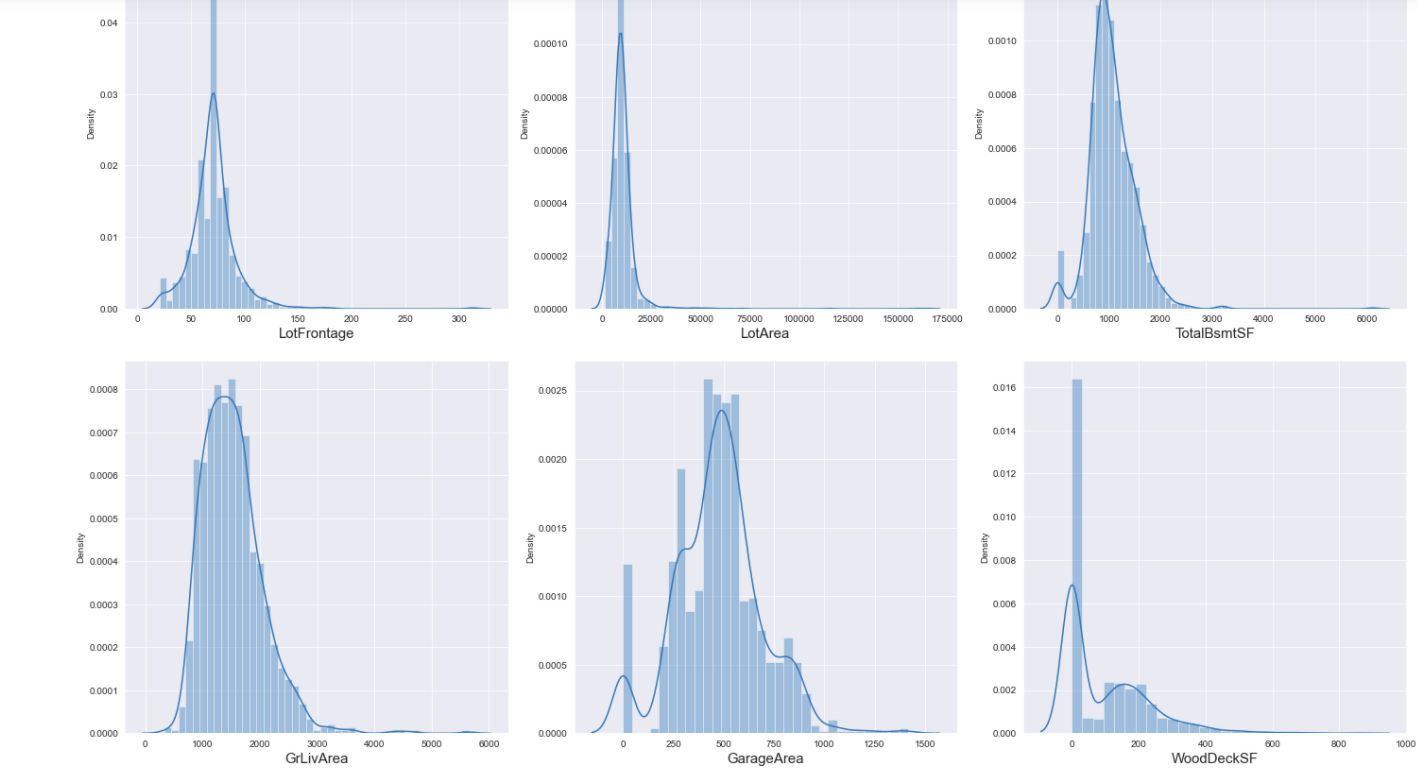 0.04
0.03
0.02
0.01
0.00
Density
0 50 100 150 200 250 300
LotFrontage
0.00010
0.00008
0.00006
0.00004
0.00002
0.00000
Density
0 25000 50000 75000 100000 125000 150000 175000
LotArea
0.0010
0.0008
0.0006
0.0004
0.0002
0.0000
Density
0 1000 2000 3000 4000 5000 6000
TotalBsmtSF
0.0008
0.0007
0.0006
0.0005
0.0004
0.0003
0.0002
0.0001
0.0000
Density
0 1000 2000 3000 4000 5000 6000
GrLivArea
0.0025
0.0020
0.0015
0.0010
0.0005
0.0000
Density
0 250 500 750 1000 1250 1500
GarageArea
0.016
0.014
0.012
0.010
0.008
0.006
0.004
0.002
0.000
Density
0 200 400 600 800 1000
WoodDeckSF